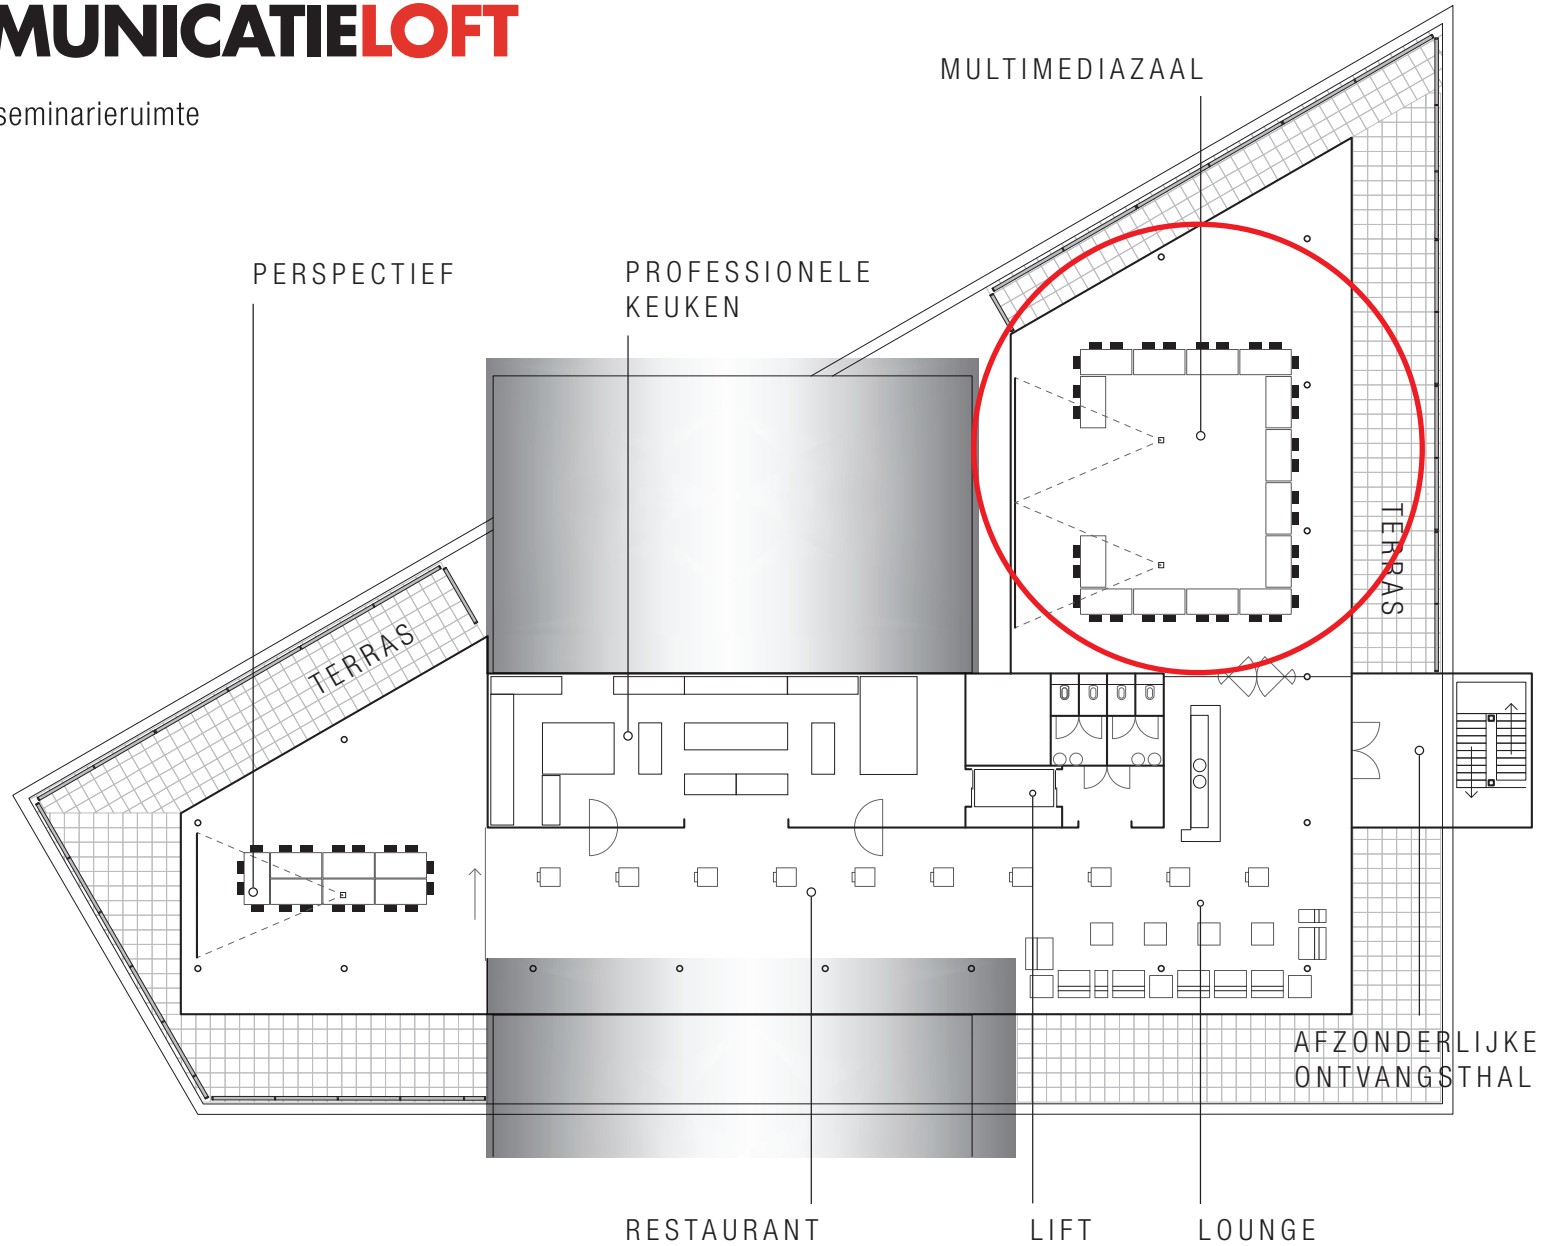 MUNICATIELOFT
seminarieruimte
MULTIMEDIAZAAL
PERSPECTIEF
PROFESSIONELE
KEUKEN
TERRAS
TERRAS
AFZONDERLIJKE
ONTVANGSTHAL
RESTAURANT
LIFT
LOUNGE